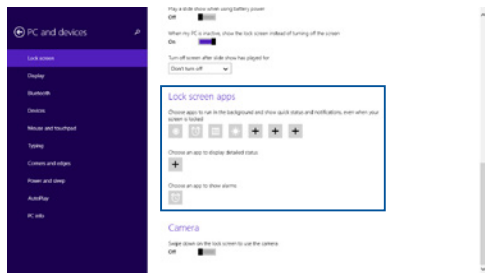 Play a slide show when using battery power
Off
When my PC is inactive, show the lock screen instead of turning off the screen
On
Turn off screen after slide show has played for
Don't turn off
PC and devices
Lock screen
Display
Bluetooth
Devices
Mouse and touchpad
Typing
Corners and edges
Power and sleep
AutoPlay
PC info
Lock screen apps
Choose apps to run in the background and show quick status and notifications, even when your
screen is locked
Choose an app to display detailed status
Choose an app to show alarms
Camera
Swipe down on the lock screen to use the camera
Off